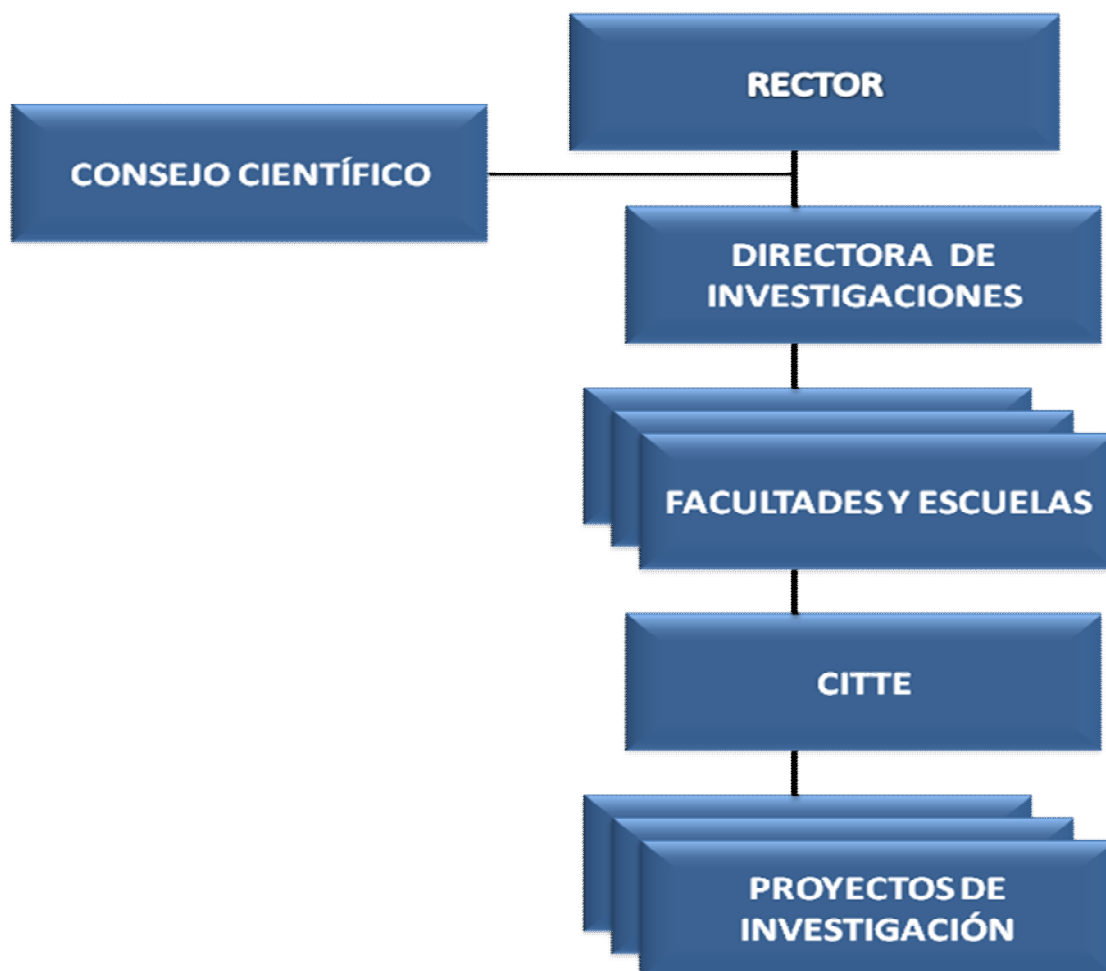 RECTOR
CONSEJO CIENTÍFICO
DIRECTORA DE
INVESTIGACIONES
FACULTADES Y ESCUELAS
CITTE
PROYECTOS DE
INVESTIGACIÓN